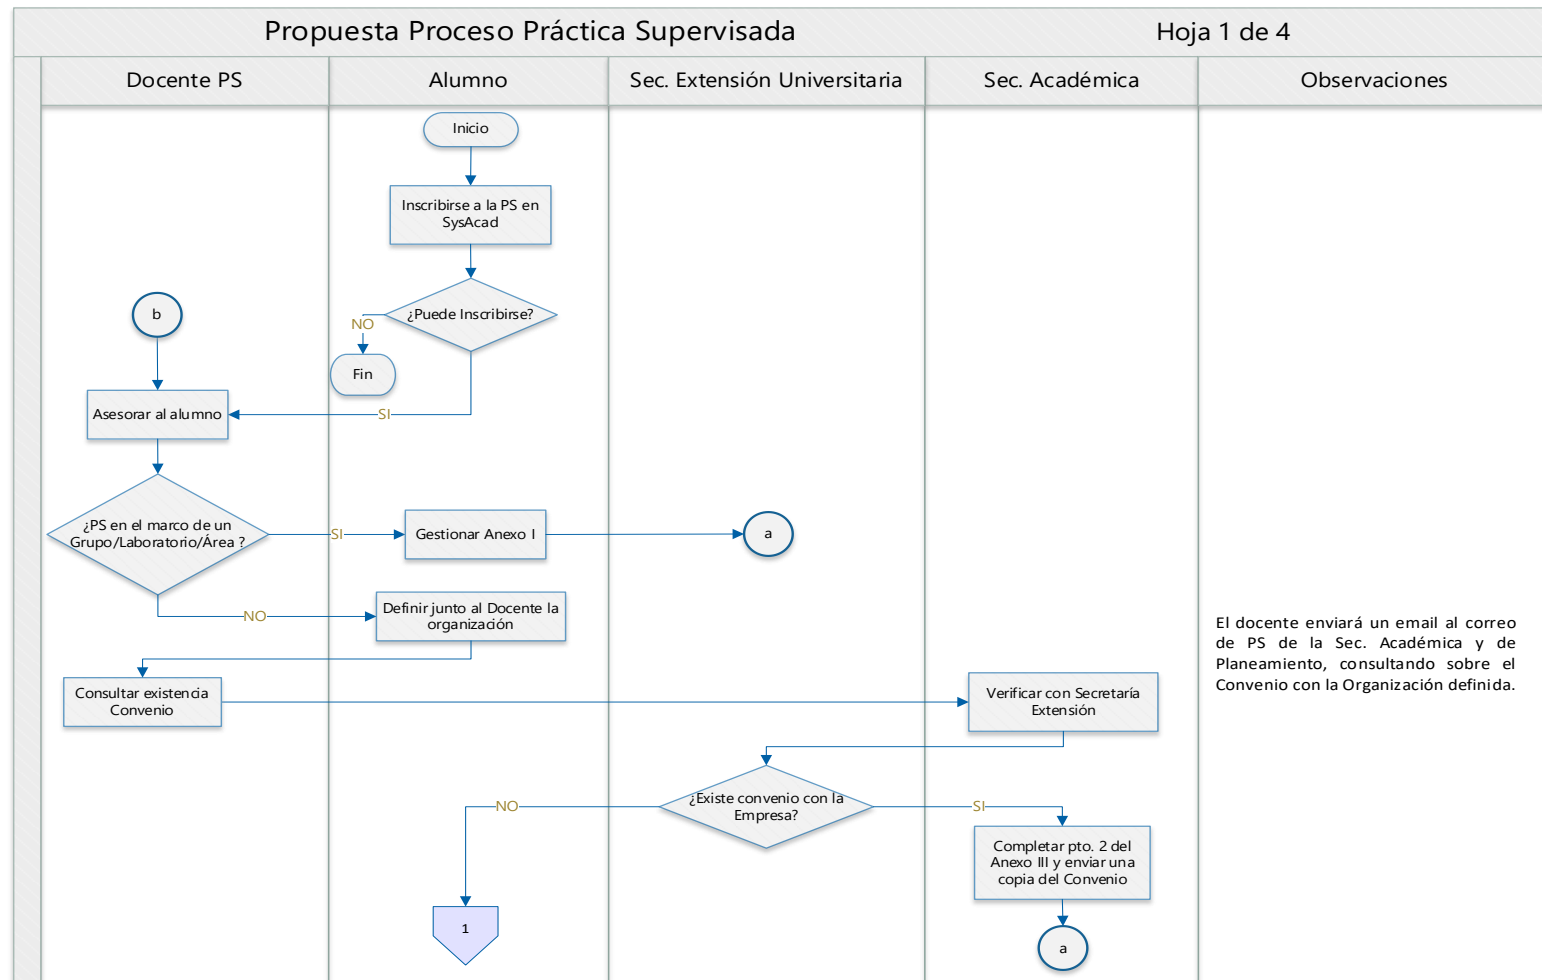 Propuesta Proceso Práctica Supervisada
Hoja 1 de 4
Docente PS
Alumno
Sec. Extensión Universitaria
Sec. Académica
Observaciones
Inicio
Inscribirse a la PS en
SysAcad
¿Puede Inscribirse?
NO
Fin
SI
b
Asesorar al alumno
¿PS en el marco de un
Grupo/Laboratorio/Área ?
SI
Gestionar Anexo I
a
NO
Definir junto al Docente la
organización
Consultar existencia
Convenio
Verificar con Secretaría
Extensión
El docente enviará un email al correo
de PS de la Sec. Académica y de
Planeamiento, consultando sobre el
Convenio con la Organización definida.
¿Existe convenio con la
Empresa?
NO
SI
1
Completar pto. 2 del
Anexo III y enviar una
copia del Convenio
a